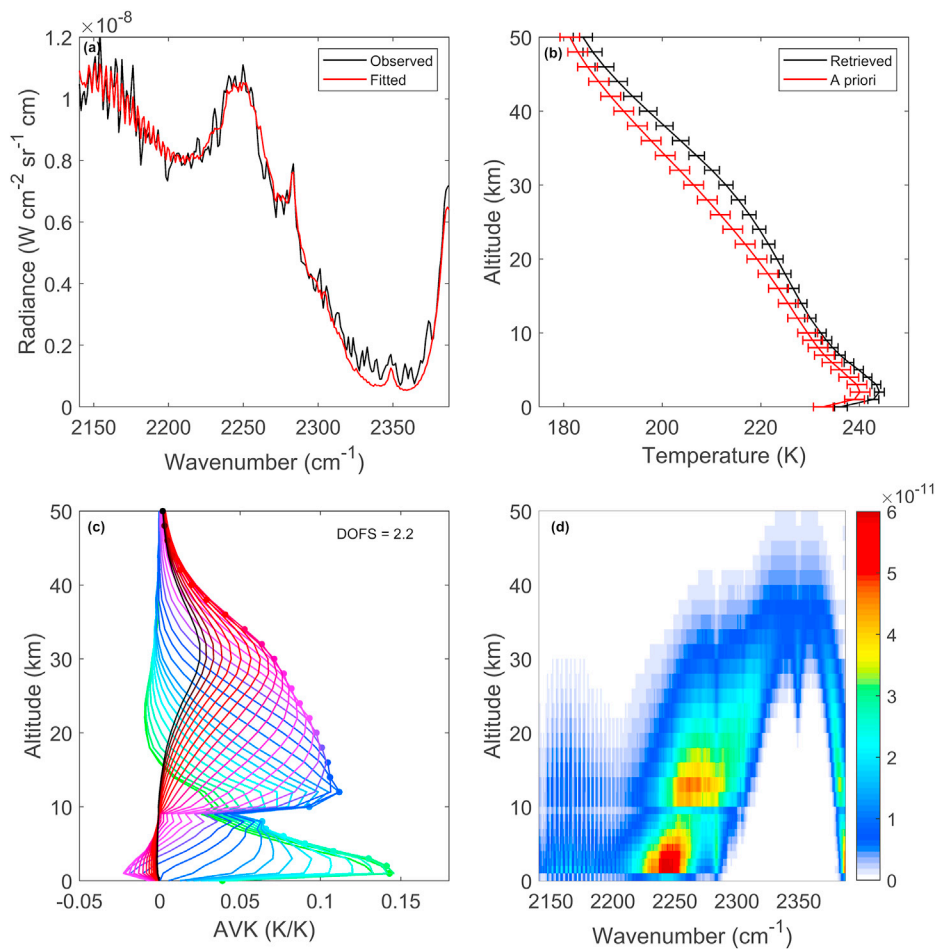 ×10⁻⁸
1.2
1
0.8
0.6
0.4
0.2
0
Radiance (W cm⁻² sr⁻¹ cm)
(a)
Observed
Fitted
2150 2200 2250 2300 2350
Wavenumber (cm⁻¹)
50
40
30
20
10
0
Altitude (km)
(b)
Retrieved
A priori
180 200 220 240
Temperature (K)
50
40
30
20
10
0
Altitude (km)
(c)
DOFS = 2.2
-0.05 0 0.05 0.1 0.15
AVK (K/K)
50
40
30
20
10
0
Altitude (km)
(d)
2150 2200 2250 2300 2350
Wavenumber (cm⁻¹)
×10⁻¹¹
6
5
4
3
2
1
0